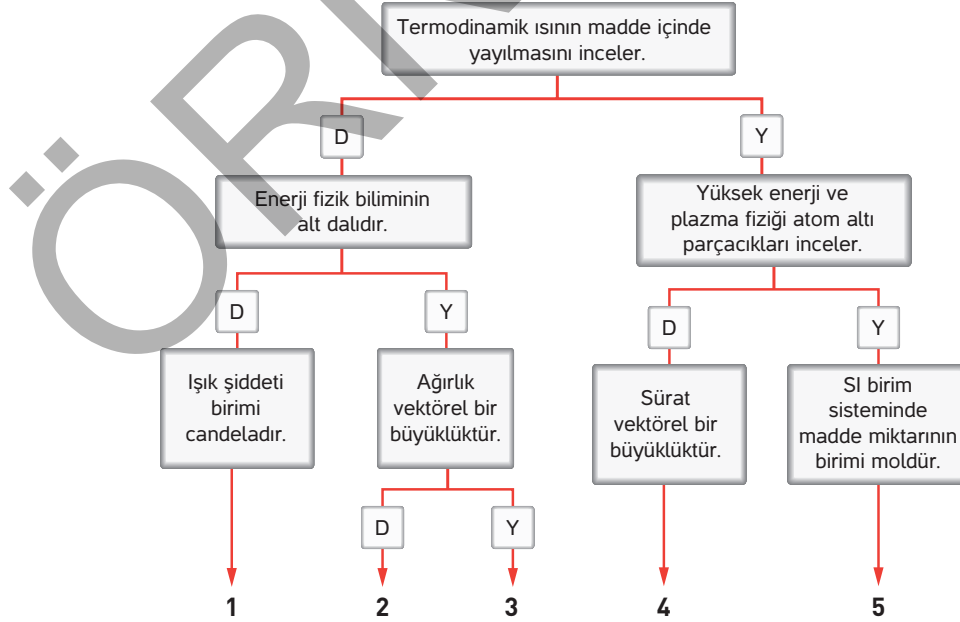 Termodinamik ısının madde içinde
yayılmasını inceler.
D
Y
Enerji fizik biliminin
alt dalıdır.
Yüksek enerji ve
plazma fiziği atom altı
parçacıkları inceler.
D
Y
D
Y
Işık şiddeti
birimi
candeladır.
Ağırlık
vektörel bir
büyüklüktür.
Sürat
vektörel bir
büyüklüktür.
SI birim
sisteminde
madde miktarının
birimi moldür.
D
Y
1
2
3
4
5